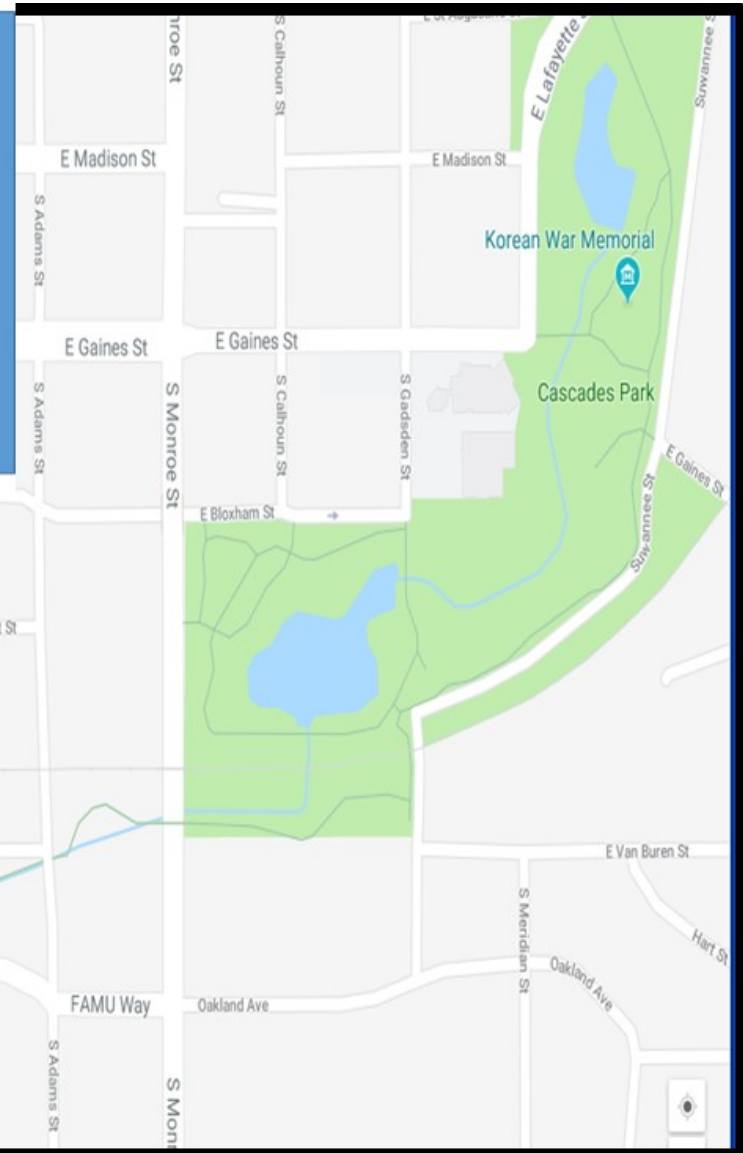 S Calhoun St
E Lafayette
Suwannee S
E Madison St
E Madison St
S Adams St
Korean War Memorial
E Gaines St
E Gaines St
S Adams St
S Monroe St
S Calhoun St
S Gadsden St
Cascades Park
E Gaines St
Suwannee St
E Bloxham St
St
E Van Buren St
S Meridian St
Hart St
Oakland Ave
FAMU Way
Oakland Ave
S Adams St
S Mon